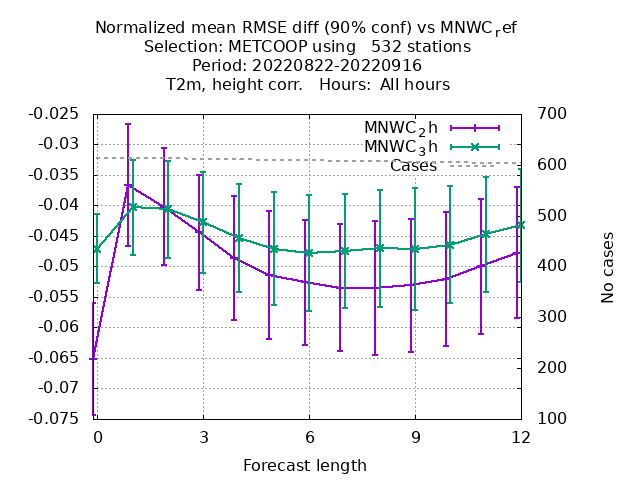 Normalized mean RMSE diff (90% conf) vs MNWC_ref
Selection: METCOOP using   532 stations
Period: 20220822-20220916
T2m, height corr.   Hours:  All hours
-0.025
-0.03
-0.035
-0.04
-0.045
-0.05
-0.055
-0.06
-0.065
-0.07
-0.075
700
600
500
400
300
200
100
MNWC_2h
MNWC_3h
Cases
No cases
0 3 6 9 12
Forecast length